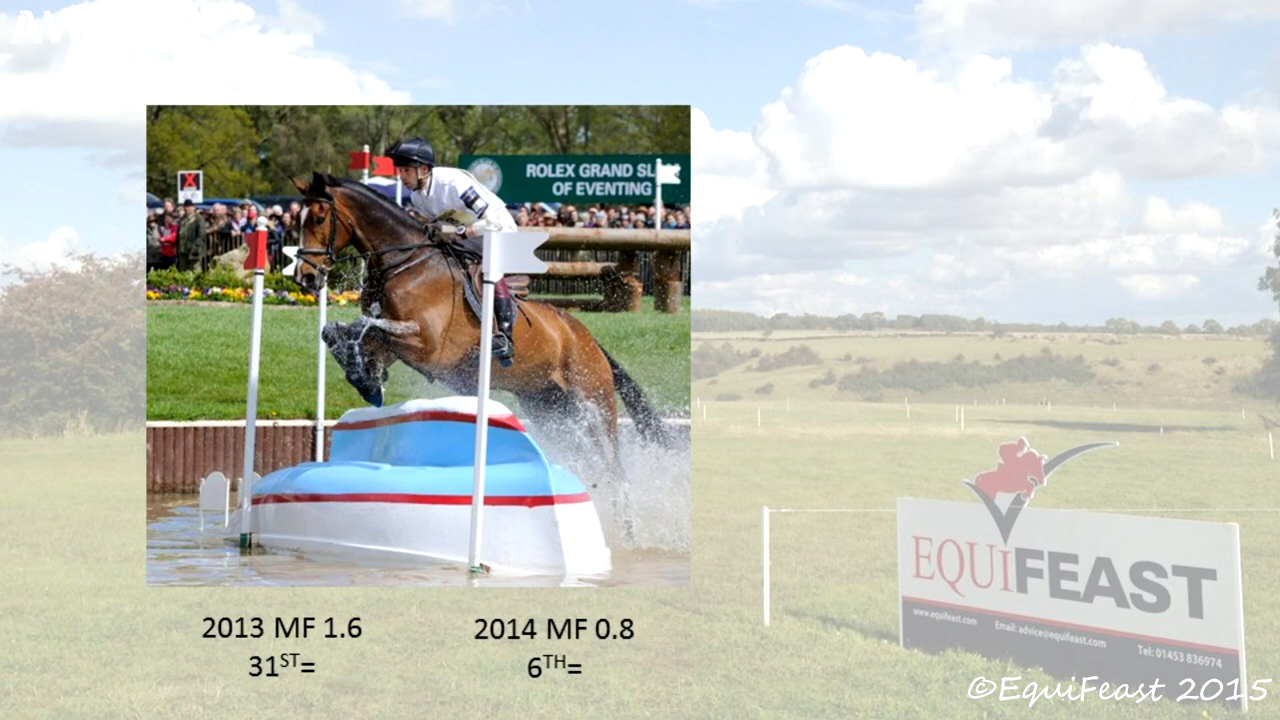 ROLEX GRAND SL
OF EVENTING
2013 MF 1.6
31ST=
2014 MF 0.8
6TH=
EQUIFEAST
www.equifeast.com Email: advice@equifeast.com Tel: 01453 836974
©EquiFeast 2015